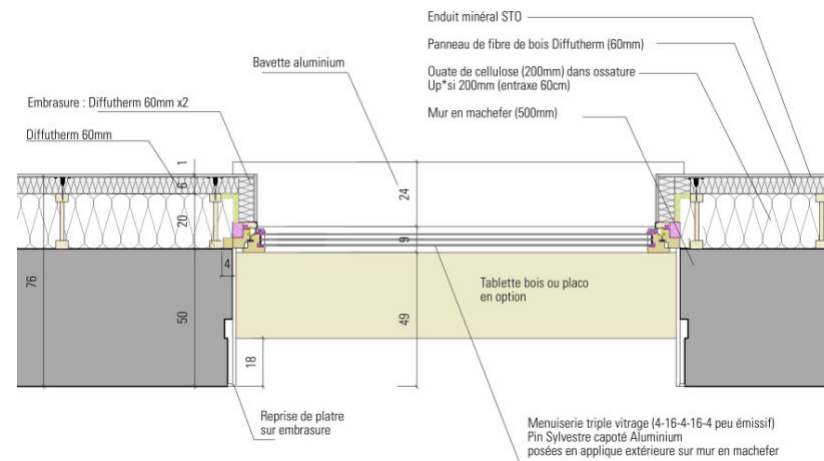 Enduit minéral STO
Panneau de fibre de bois Diffutherm (60mm)
Bavette aluminium
Ouate de cellulose (200mm) dans ossature
Up*si 200mm (entraxe 60cm)
Embrasure : Diffutherm 60mm x2
Mur en machefer (500mm)
Diffutherm 60mm
1
6
24
20
9
4
76
50
Tablette bois ou placo
en option
49
18
Reprise de platre
sur embrasure
Menuiserie triple vitrage (4-16-4-16-4 peu émissif)
Pin Sylvestre capoté Aluminium
posées en applique extérieure sur mur en machefer